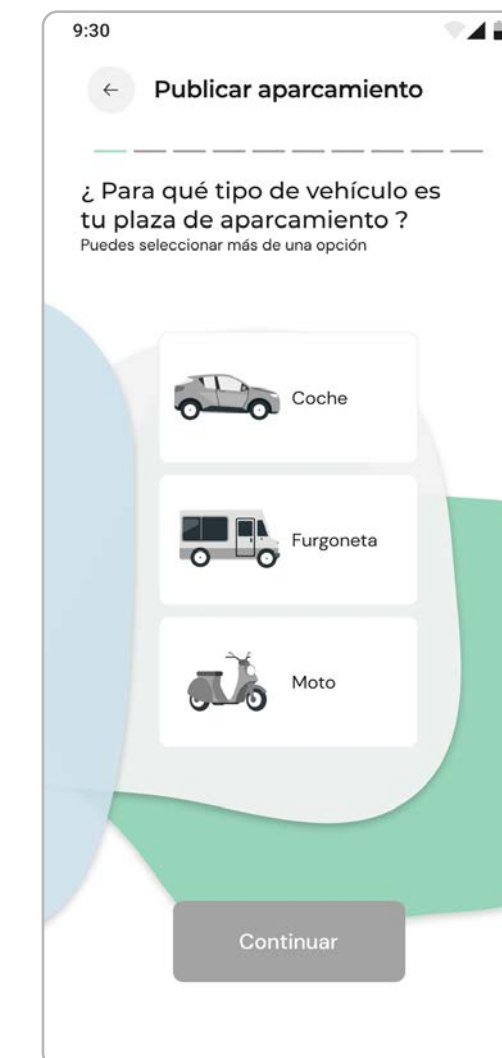 9:30
Publicar aparcamiento
¿ Para qué tipo de vehículo es
tu plaza de aparcamiento ?
Puedes seleccionar más de una opción
Coche
Furgoneta
Moto
Continuar